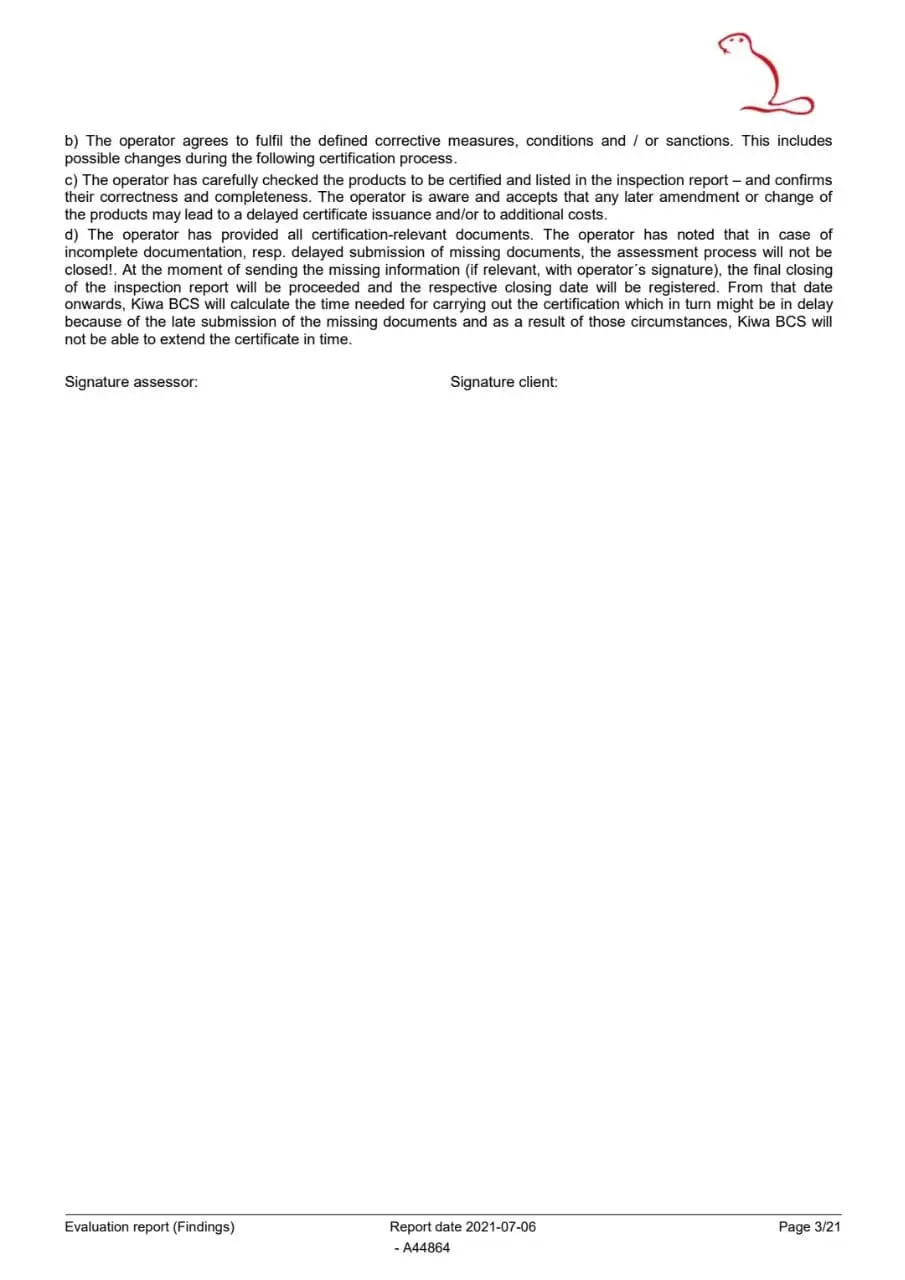 b) The operator agrees to fulfil the defined corrective measures, conditions and / or sanctions. This includes
possible changes during the following certification process.
c) The operator has carefully checked the products to be certified and listed in the inspection report – and confirms
their correctness and completeness. The operator is aware and accepts that any later amendment or change of
the products may lead to a delayed certificate issuance and/or to additional costs.
d) The operator has provided all certification-relevant documents. The operator has noted that in case of
incomplete documentation, resp. delayed submission of missing documents, the assessment process will not be
closed!. At the moment of sending the missing information (if relevant, with operator´s signature), the final closing
of the inspection report will be proceeded and the respective closing date will be registered. From that date
onwards, Kiwa BCS will calculate the time needed for carrying out the certification which in turn might be in delay
because of the late submission of the missing documents and as a result of those circumstances, Kiwa BCS will
not be able to extend the certificate in time.
Signature assessor: Signature client:
Evaluation report (Findings) Report date 2021-07-06 Page 3/21
- A44864